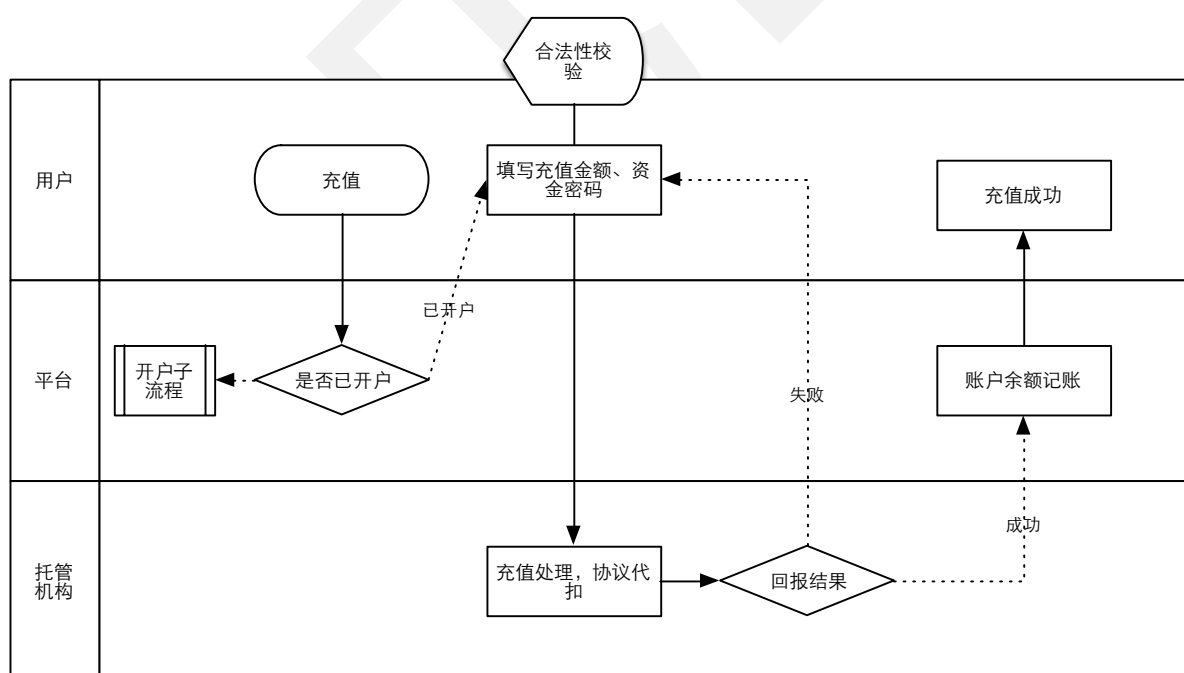 合法性校
验
用户
充值
填写充值金额、资
金密码
充值成功
已开户
平台
开户子
流程
是否已开户
失败
账户余额记账
成功
托管
机构
充值处理，协议代
扣
回报结果